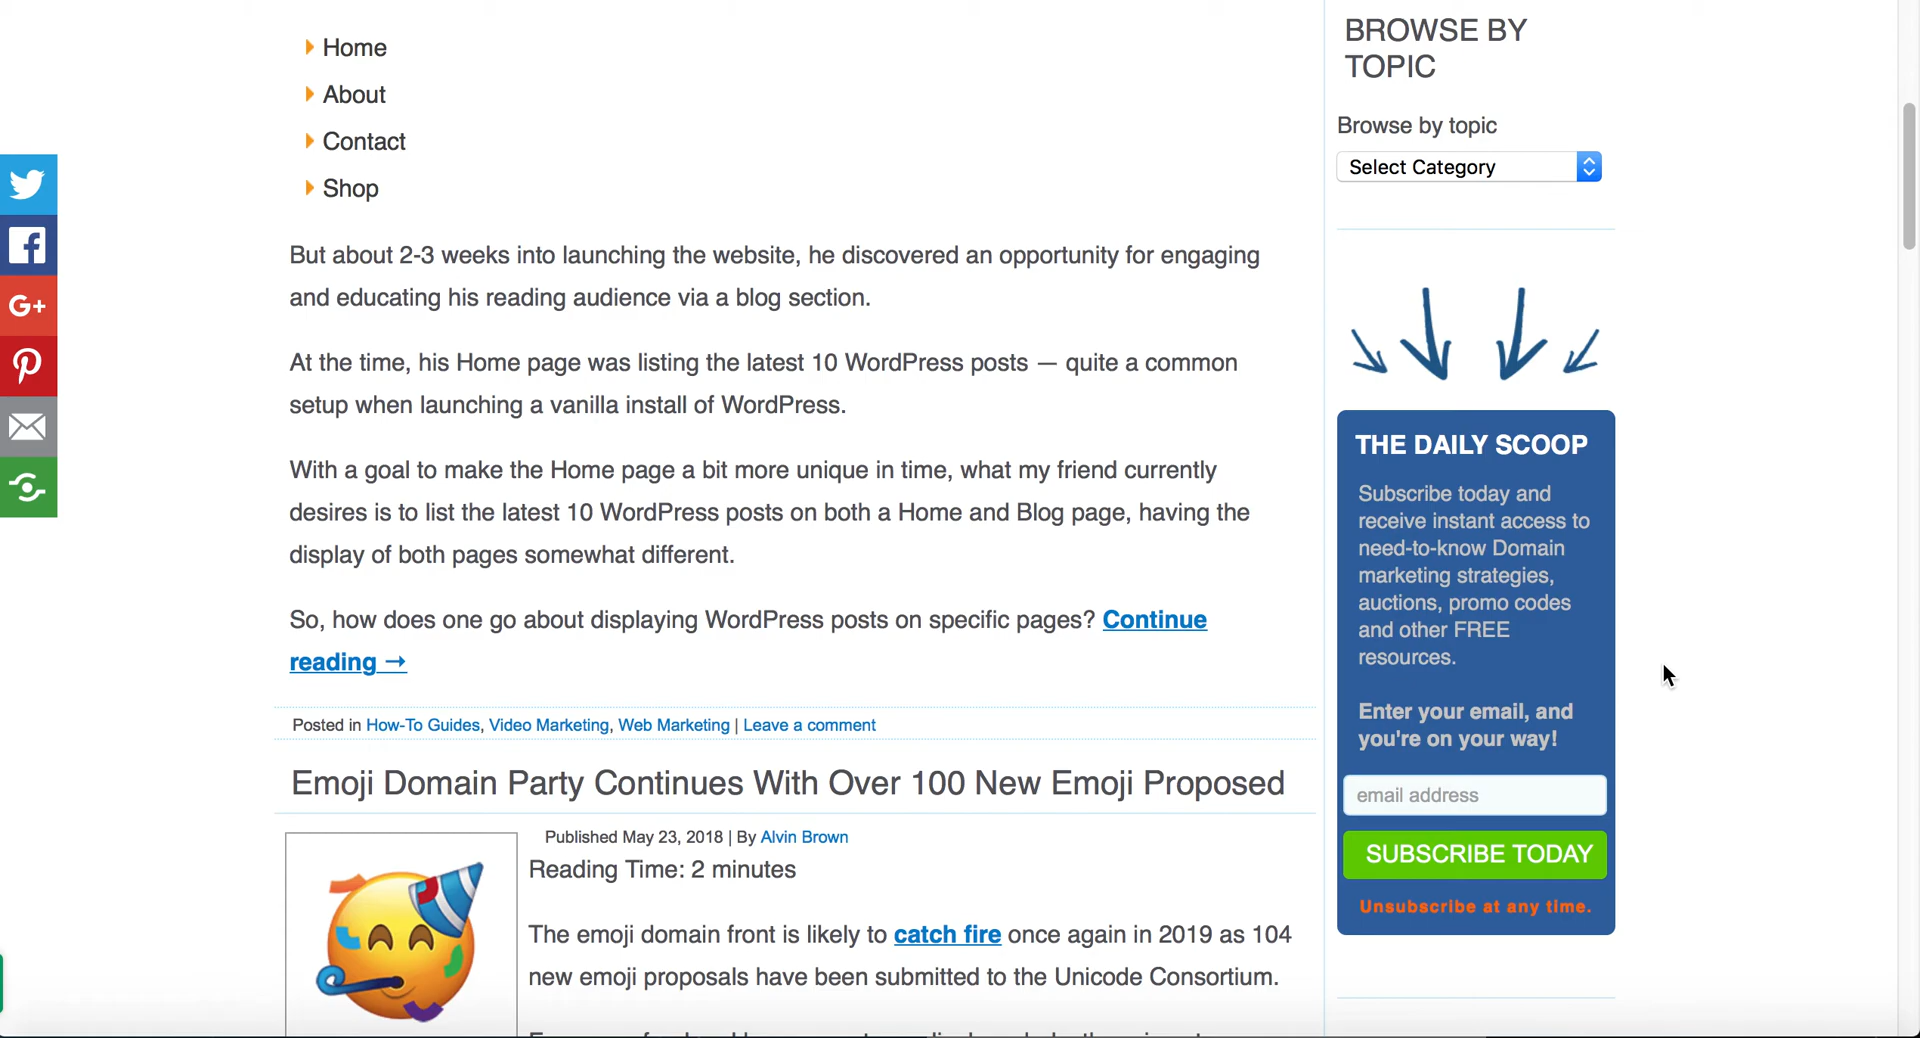 Home
About
Contact
Shop
But about 2-3 weeks into launching the website, he discovered an opportunity for engaging
and educating his reading audience via a blog section.
At the time, his Home page was listing the latest 10 WordPress posts — quite a common
setup when launching a vanilla install of WordPress.
With a goal to make the Home page a bit more unique in time, what my friend currently
desires is to list the latest 10 WordPress posts on both a Home and Blog page, having the
display of both pages somewhat different.
So, how does one go about displaying WordPress posts on specific pages? Continue
reading →
Posted in How-To Guides, Video Marketing, Web Marketing | Leave a comment
Emoji Domain Party Continues With Over 100 New Emoji Proposed
Published May 23, 2018 | By Alvin Brown
Reading Time: 2 minutes
The emoji domain front is likely to catch fire once again in 2019 as 104
new emoji proposals have been submitted to the Unicode Consortium.
BROWSE BY
TOPIC
Browse by topic
Select Category
THE DAILY SCOOP
Subscribe today and
receive instant access to
need-to-know Domain
marketing strategies,
auctions, promo codes
and other FREE
resources.
Enter your email, and
you're on your way!
email address
SUBSCRIBE TODAY
Unsubscribe at any time.
G+